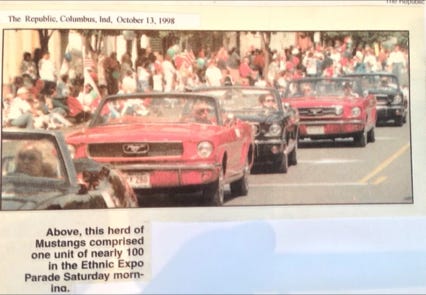 The Republic
The Republic, Columbus, Ind, October 13, 1998
Above, this herd of
Mustangs comprised
one unit of nearly 100
in the Ethnic Expo
Parade Saturday morn-
ing.